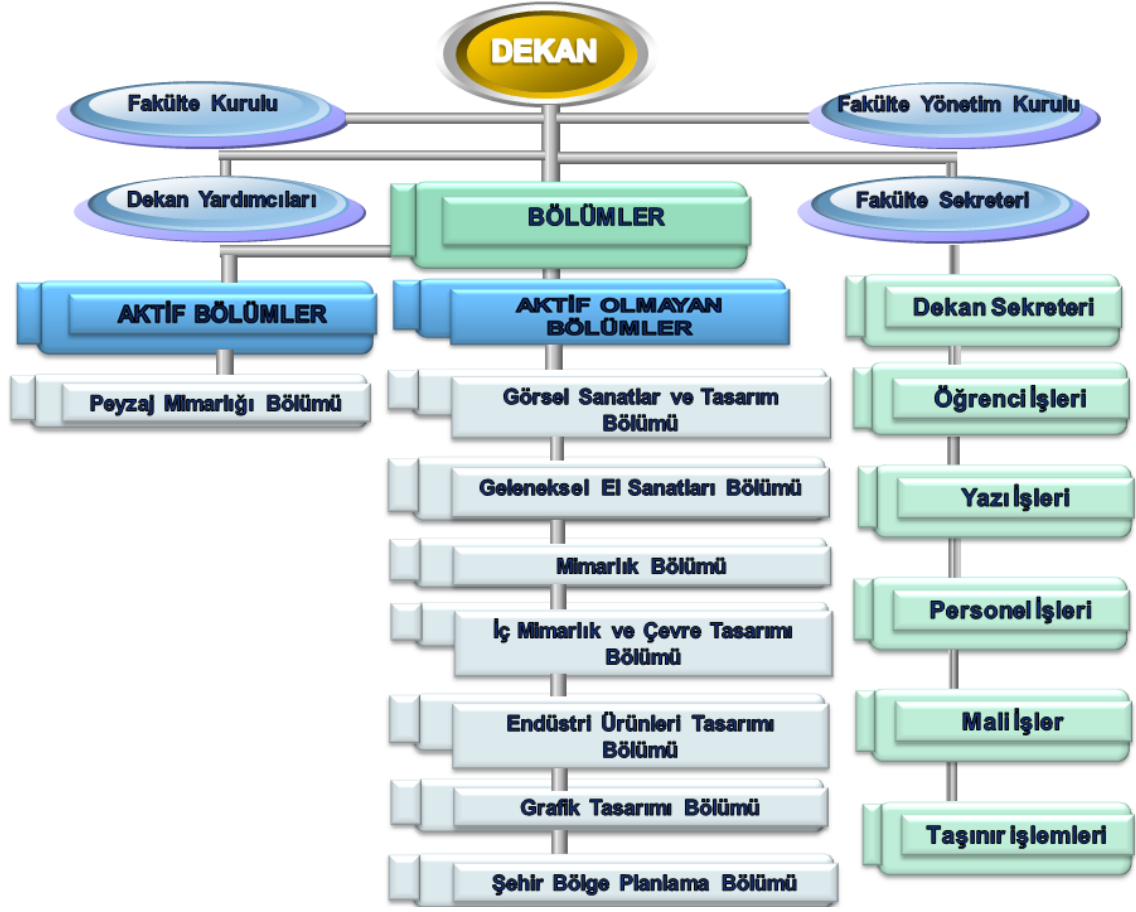 DEKAN
Fakülte Kurulu
Fakülte Yönetim Kurulu
Dekan Yardımcıları
BÖLÜMLER
Fakülte Sekreteri
AKTİF BÖLÜMLER
AKTİF OLMAYAN
BÖLÜMLER
Dekan Sekreteri
Peyzaj Mimarlığı Bölümü
Görsel Sanatlar ve Tasarım
Bölümü
Öğrenci İşleri
Geleneksel El Sanatları Bölümü
Yazı İşleri
Mimarlık Bölümü
İç Mimarlık ve Çevre Tasarımı
Bölümü
Personel İşleri
Endüstri Ürünleri Tasarımı
Bölümü
Mali İşler
Grafik Tasarımı Bölümü
Taşınır işlemleri
Şehir Bölge Planlama Bölümü